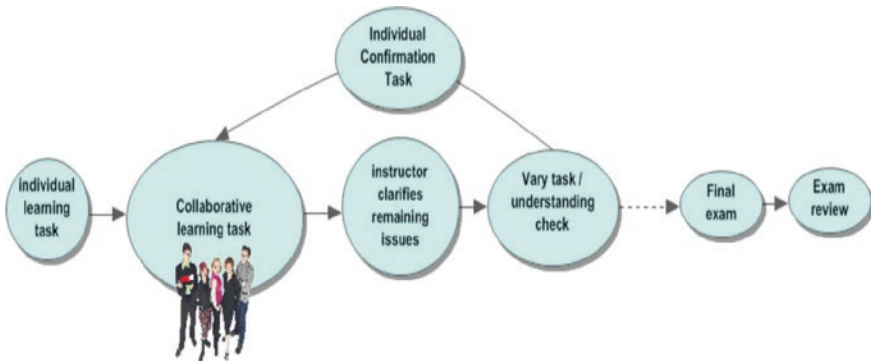 Individual
Confirmation
Task
individual
learning
task
Collaborative
learning task
instructor
clarifies
remaining
issues
Vary task /
understanding
check
Final
exam
Exam
review